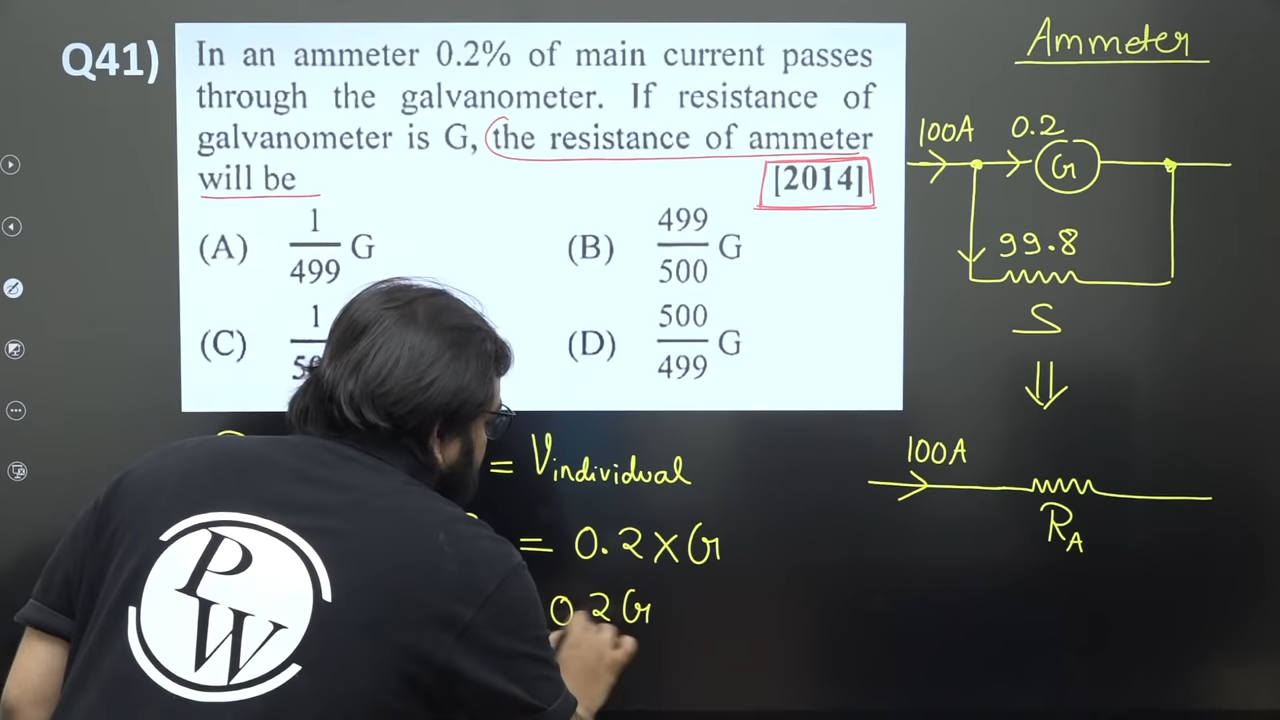 Q41)
In an ammeter 0.2% of main current passes
through the galvanometer. If resistance of
galvanometer is G, the resistance of ammeter
will be [2014]
(A) 1/499 G
(B) 499/500 G
(C) 1
(D) 500/499 G
= Vindividual
= 0.2 × G
0.2G
PW
Ammeter
100A 0.2
G
99.8
S
⇓
100A
RA